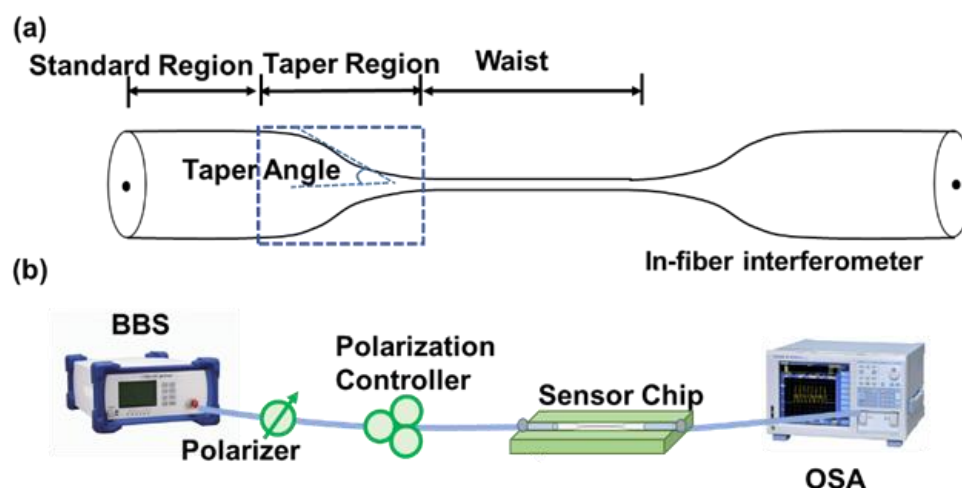 (a)
Standard Region
Taper Region
Waist
Taper Angle
In-fiber interferometer
(b)
BBS
Polarization
Controller
Sensor Chip
Polarizer
OSA